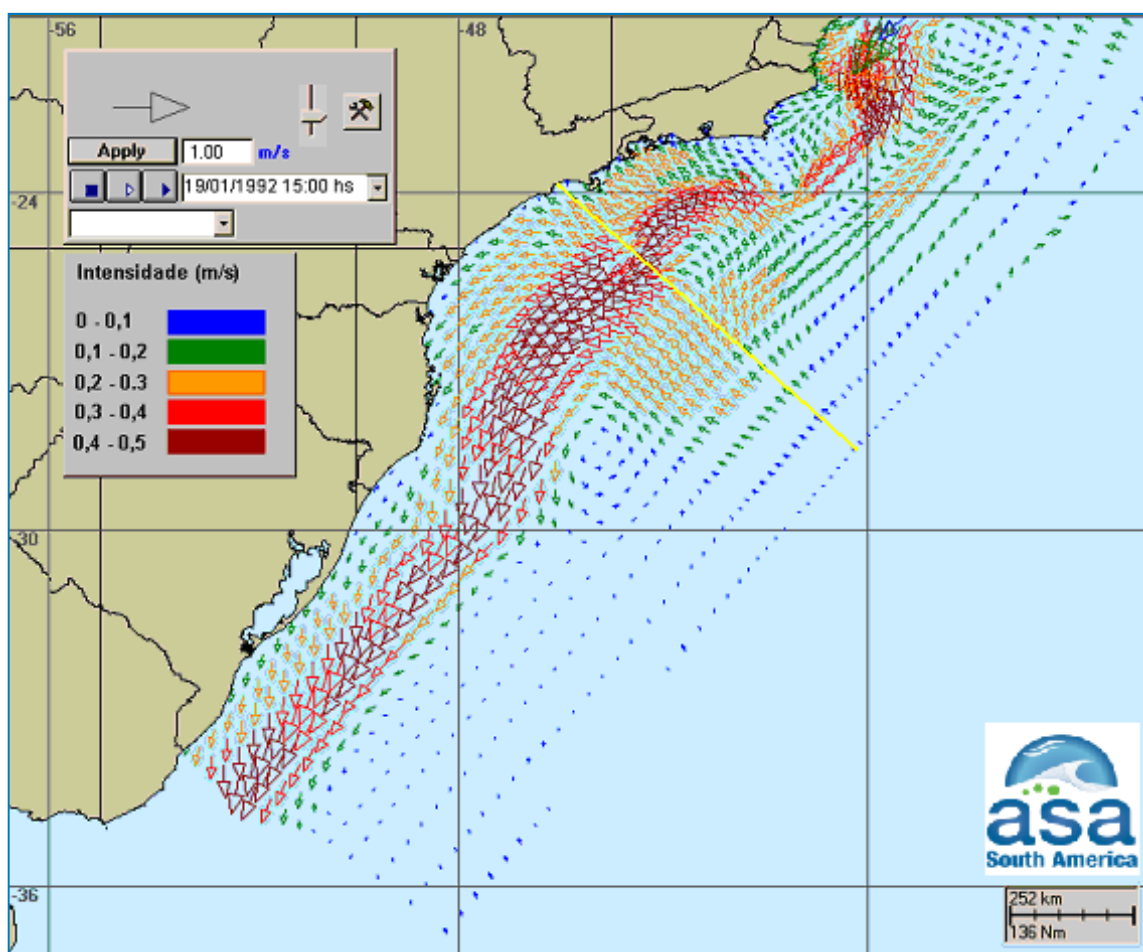 -56
-48
Apply
1.00
m/s
19/01/1992 15:00 hs
-24
Intensidade (m/s)
0 - 0,1
0,1 - 0,2
0,2 - 0.3
0,3 - 0,4
0,4 - 0,5
-30
asa
South America
-36
252 km
136 Nm